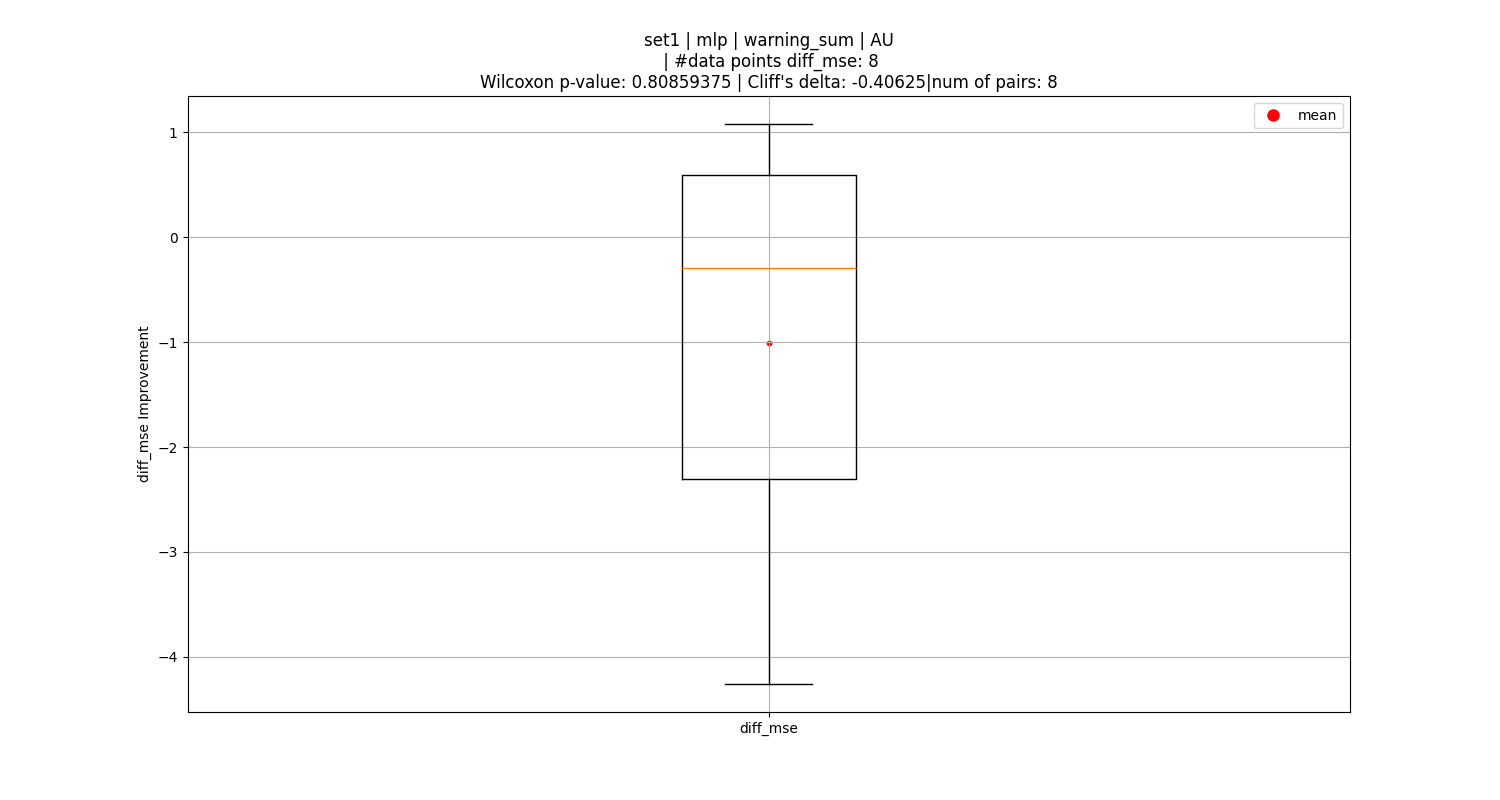 set1 | mlp | warning_sum | AU
| #data points diff_mse: 8
Wilcoxon p-value: 0.80859375 | Cliff's delta: -0.40625|num of pairs: 8
mean
1
0
−1
−2
−3
−4
diff_mse Improvement
diff_mse